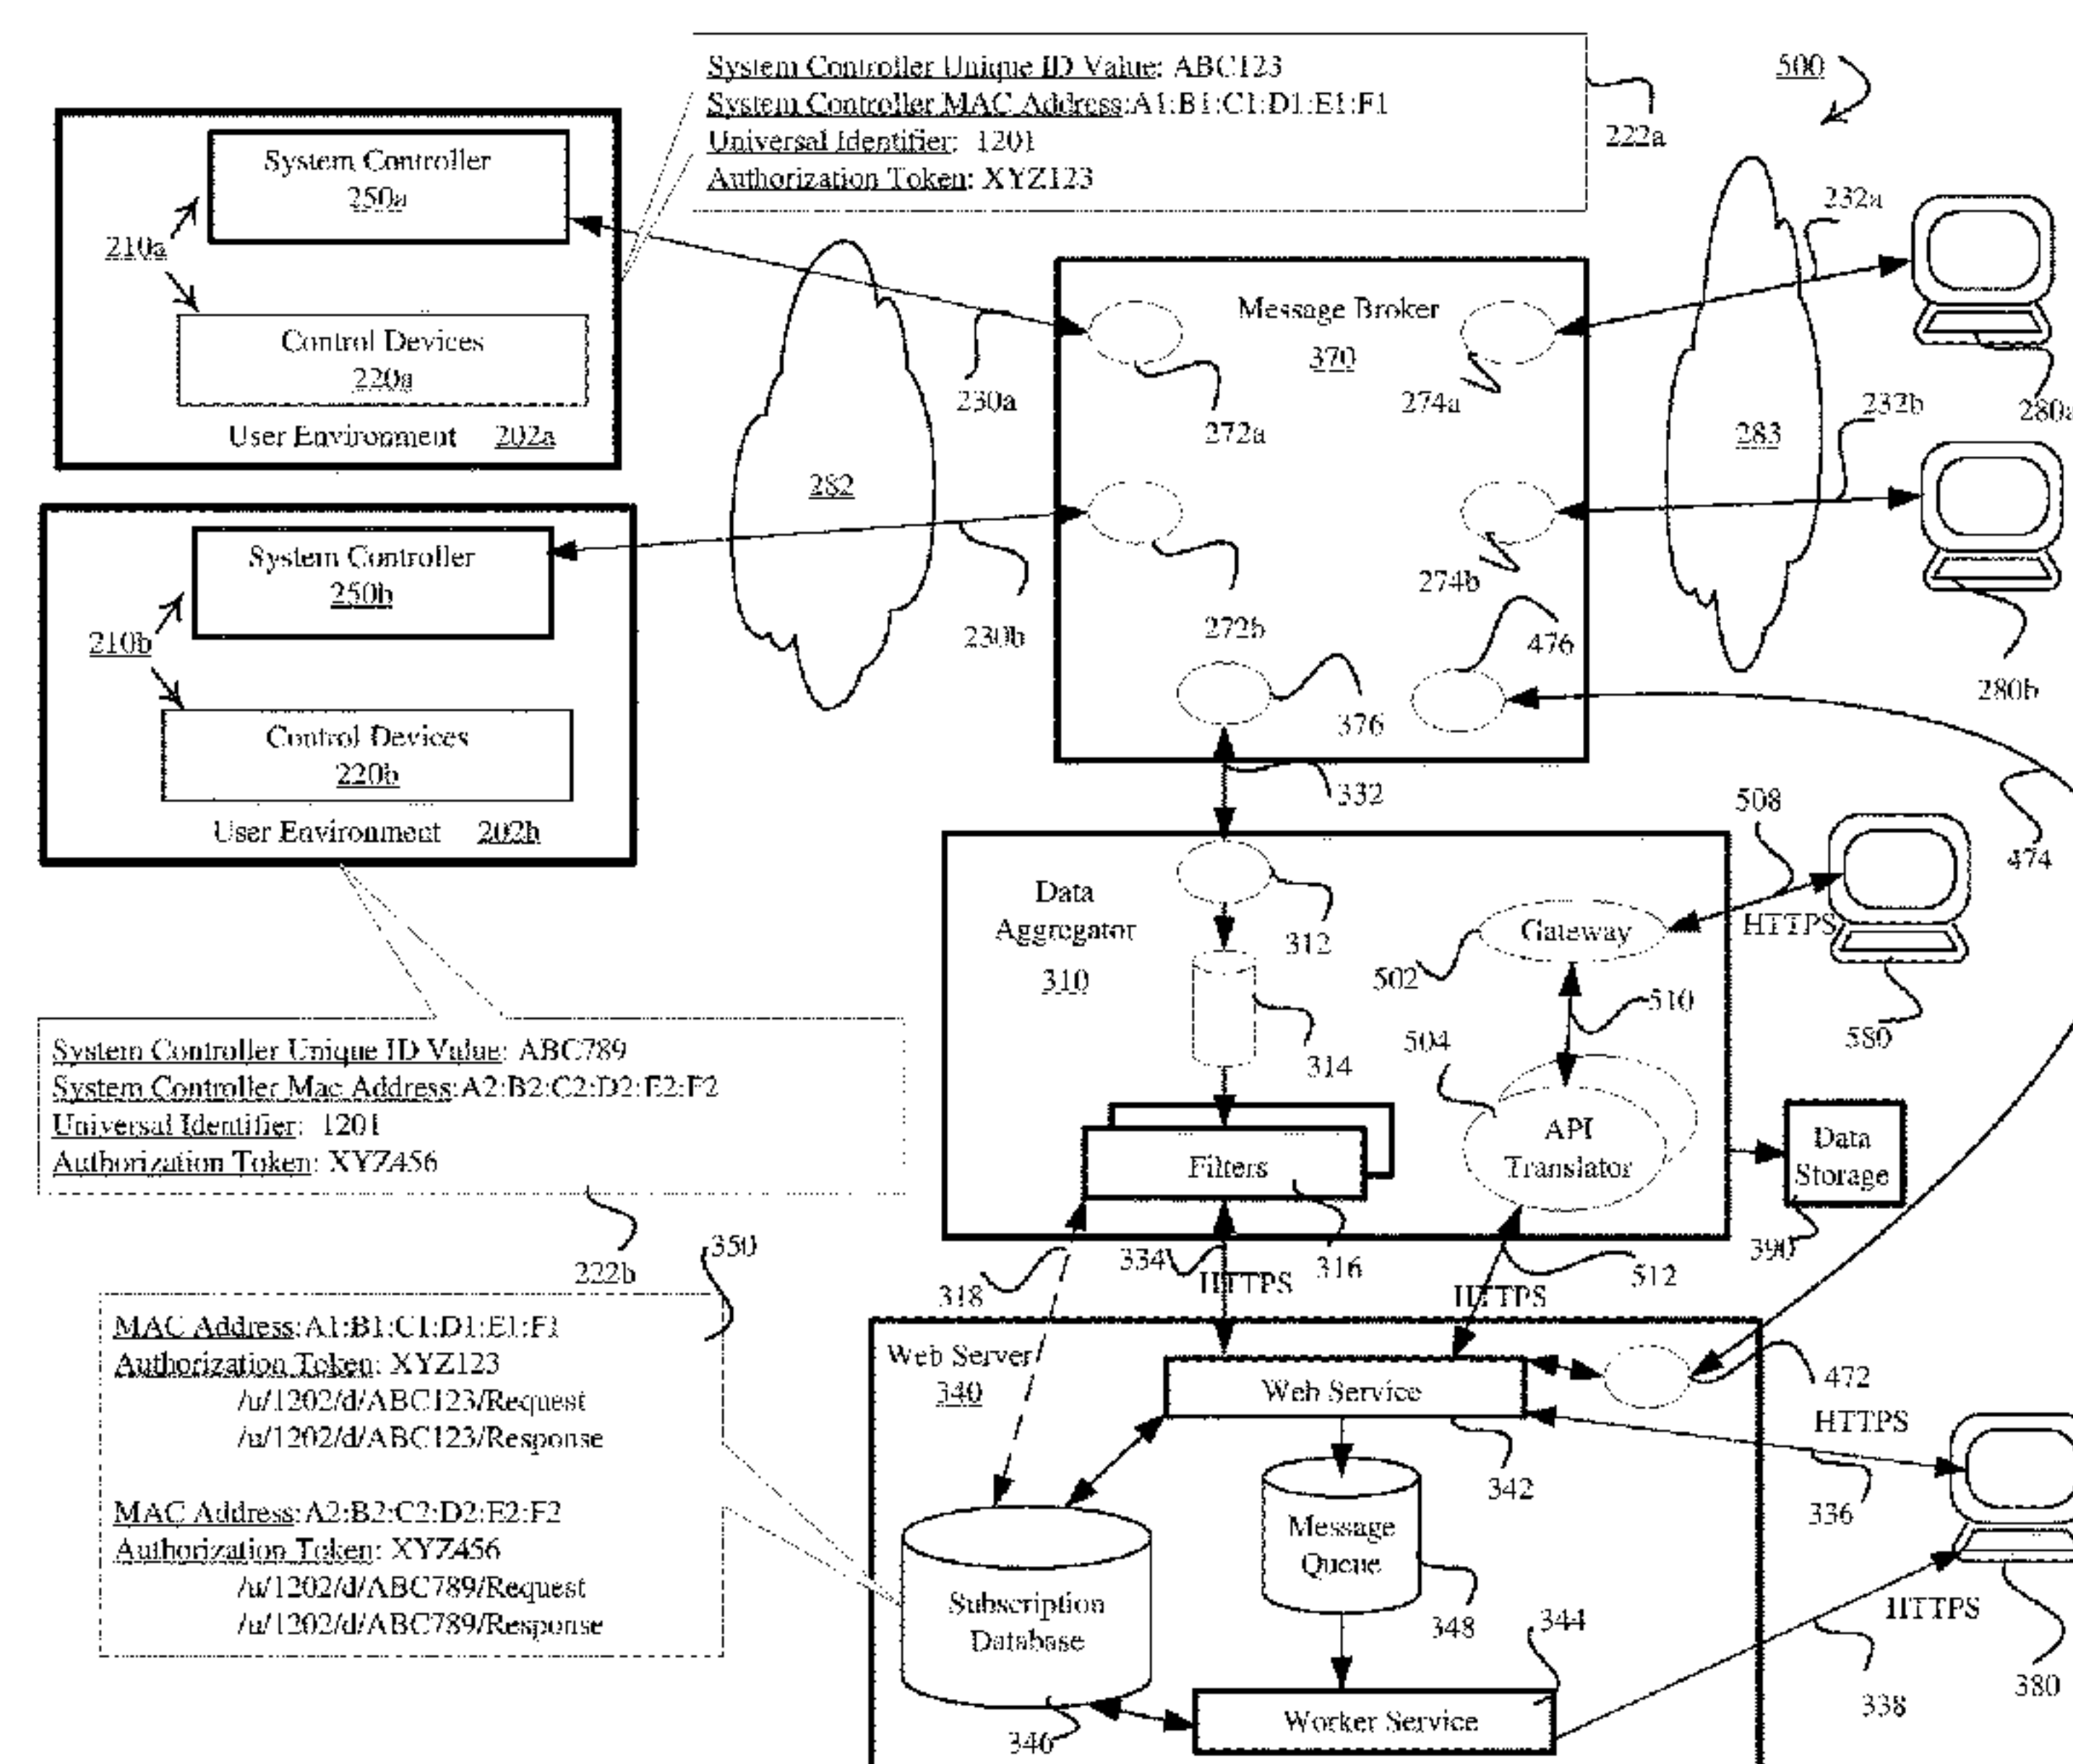 System Controller Unique ID Value: ABC123
System Controller MAC Address:A1:B1:C1:D1:E1:F1
Universal Identifier: 1201
Authorization Token: XYZ123
222a
500
System Controller
250a
210a
Control Devices
220a
User Environment 202a
230a
282
Message Broker
370
272a
274a
232a
283
280a
232b
System Controller
250b
210b
Control Devices
220b
User Environment 202b
230b
272b
274b
476
376
280b
332
474
Data
Aggregator
310
312
314
Gateway
502
508
HTTPS
580
510
504
API
Translator
Filters
316
Data
Storage
390
System Controller Unique ID Value: ABC789
System Controller Mac Address:A2:B2:C2:D2:E2:F2
Universal Identifier: 1201
Authorization Token: XYZ456
222b
350
318
334
HTTPS
HTTPS
512
MAC Address:A1:B1:C1:D1:E1:F1
Authorization Token: XYZ123
/u/1202/d/ABC123/Request
/u/1202/d/ABC123/Response
MAC Address:A2:B2:C2:D2:E2:F2
Authorization Token: XYZ456
/u/1202/d/ABC789/Request
/u/1202/d/ABC789/Response
Web Server
340
Web Service
342
472
HTTPS
336
Message
Queue
348
Subscription
Database
346
344
Worker Service
HTTPS
338
380